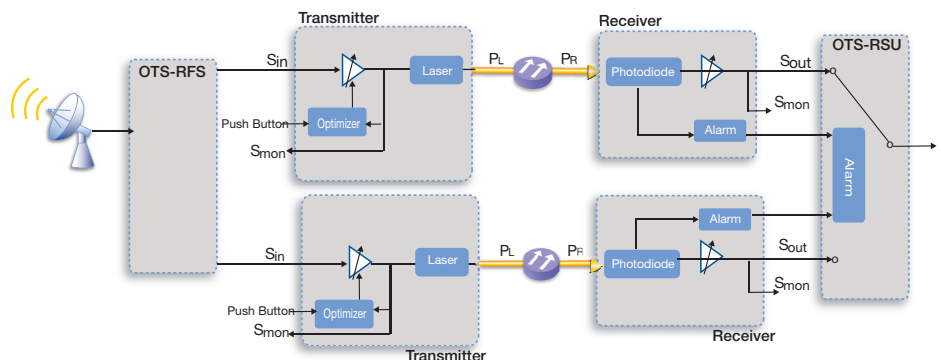 Transmitter
Receiver
OTS-RFS
Sin
Laser
PL
PR
Photodiode
Sout
OTS-RSU
Push Button
Optimizer
Smon
Alarm
Smon
Alarm
Sin
Laser
PL
PR
Photodiode
Alarm
Sout
Push Button
Optimizer
Smon
Smon
Transmitter
Receiver